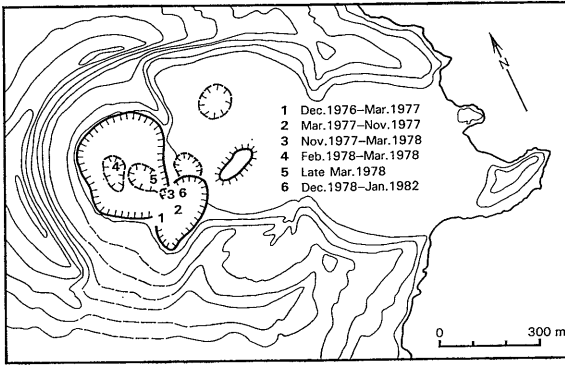 N
1 Dec.1976–Mar.1977
2 Mar.1977–Nov.1977
3 Nov.1977–Mar.1978
4 Feb.1978–Mar.1978
5 Late Mar.1978
6 Dec.1978–Jan.1982
4
5
3 6
2
1
0 300 m